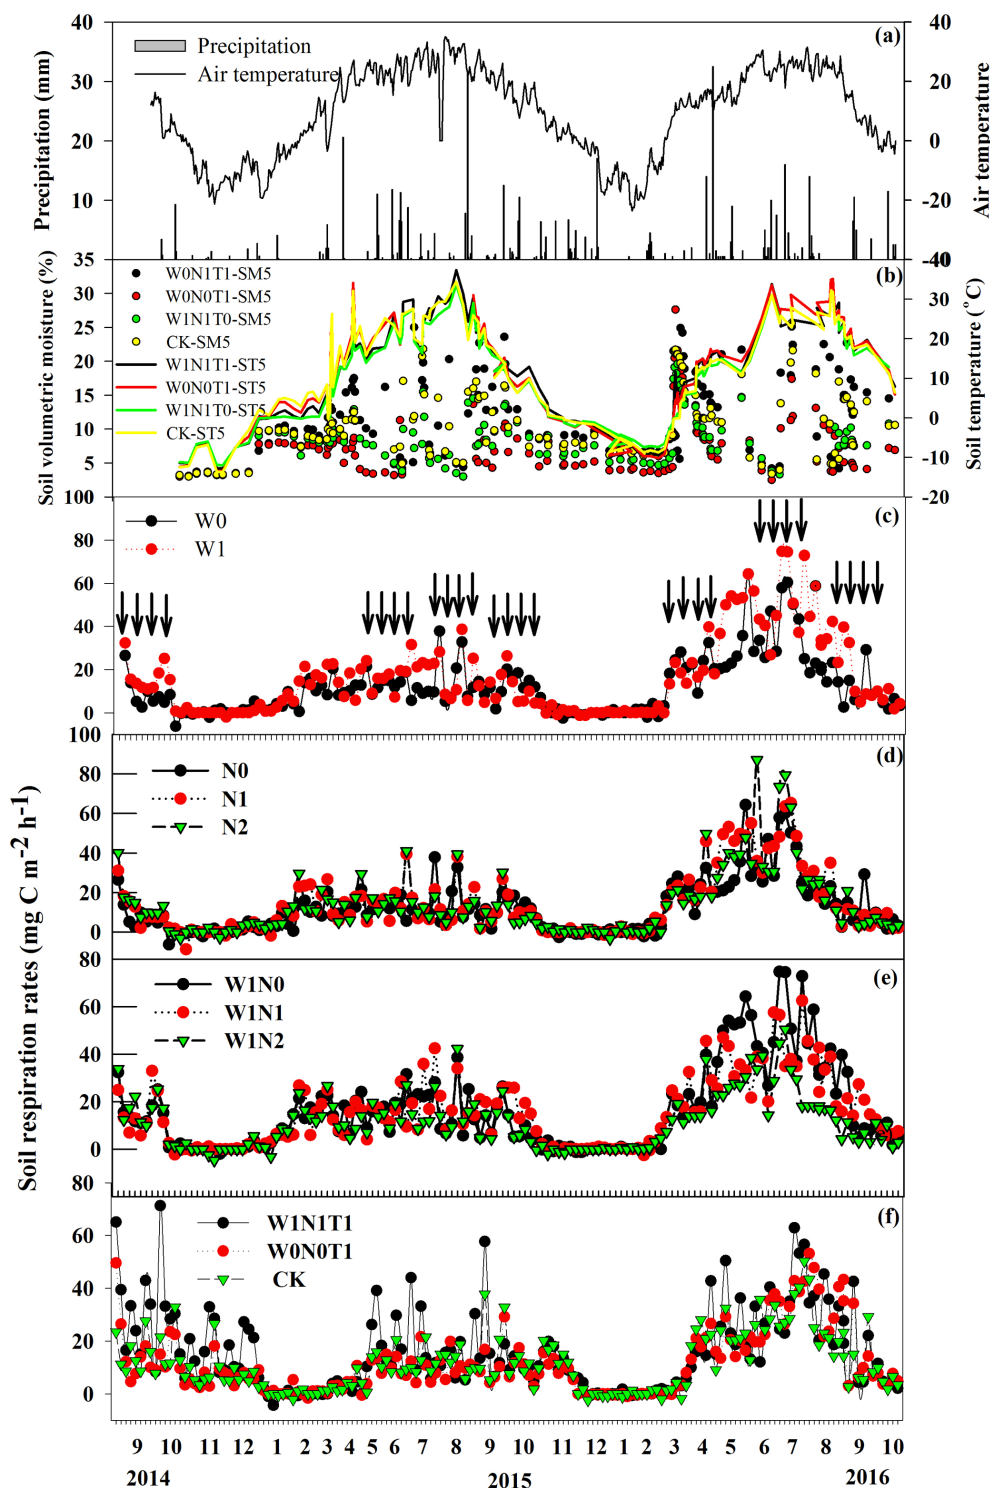 40
40
(a)
Precipitation
Air temperature
30
20
20
0
10
-20
Precipitation (mm)
Air temperature
35
-40
40
(b)
W0N1T1-SM5
W0N0T1-SM5
W1N1T0-SM5
CK-SM5
W1N1T1-ST5
W0N0T1-ST5
W1N1T0-ST5
CK-ST5
30
25
20
15
10
5
30
20
10
0
-10
-20
Soil volumetric moisture (%)
Soil temperature (°C)
100
(c)
W0
W1
80
60
40
20
0
100
(d)
N0
N1
N2
80
60
40
20
0
80
(e)
W1N0
W1N1
W1N2
60
40
20
0
80
(f)
W1N1T1
W0N0T1
CK
60
40
20
0
Soil respiration rates (mg C m-2 h-1)
9 10 11 12 1 2 3 4 5 6 7 8 9 10 11 12 1 2 3 4 5 6 7 8 9 10
2014 2015 2016